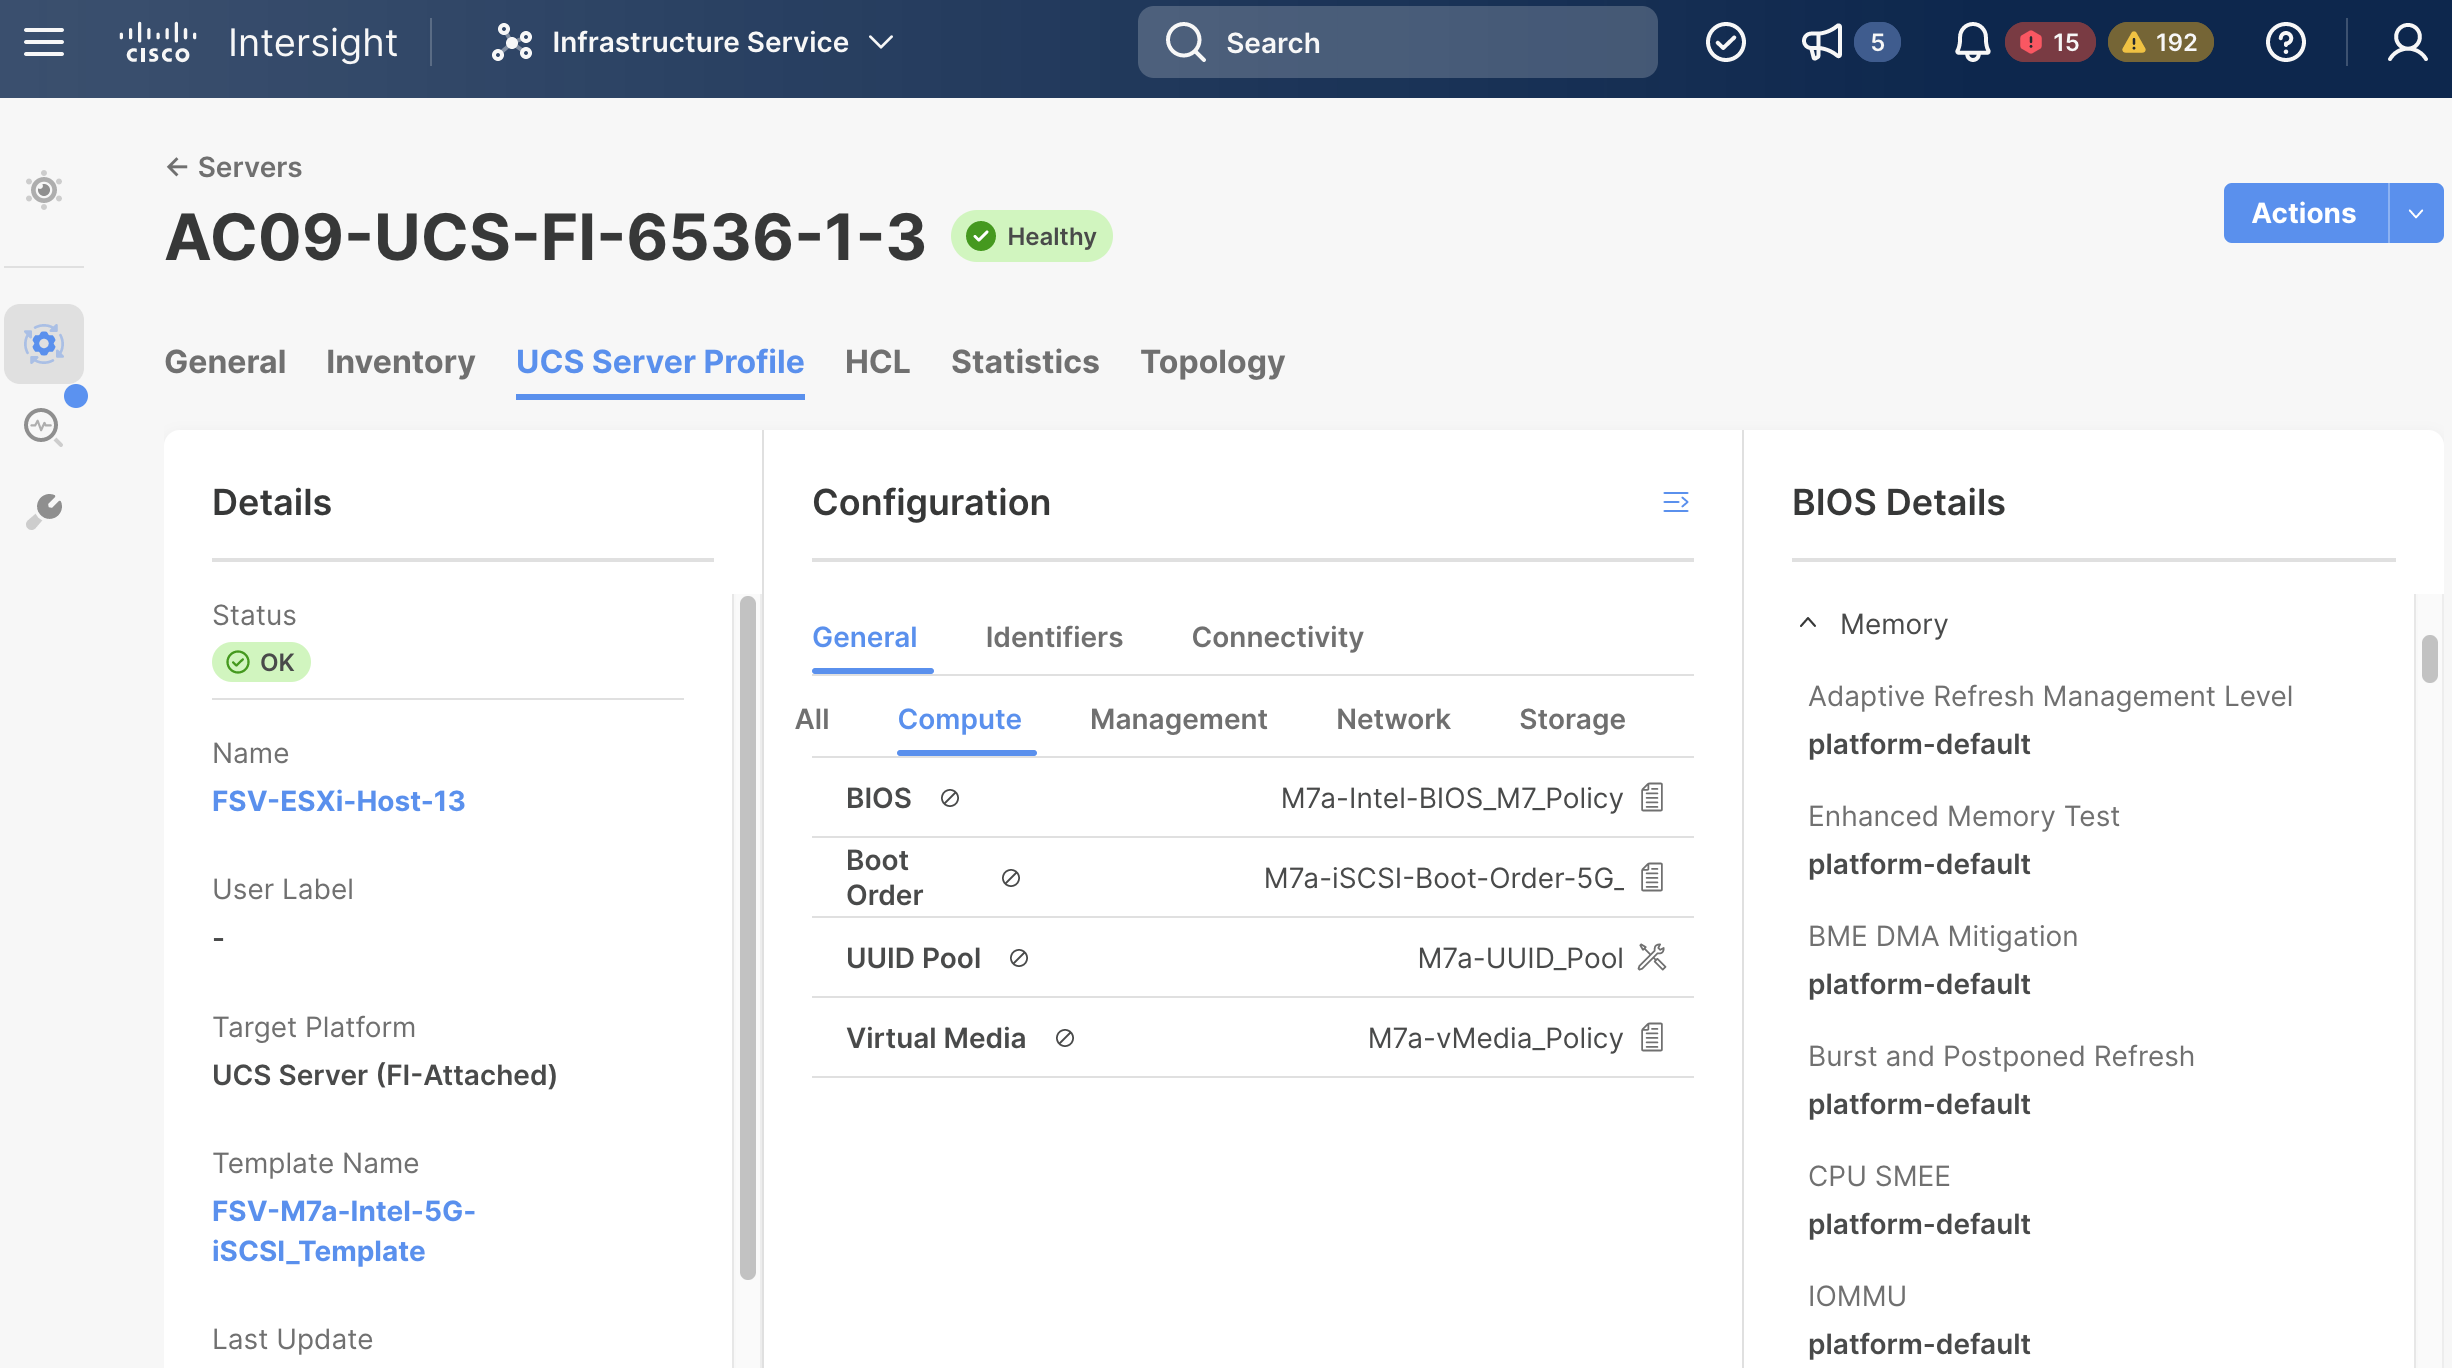 cisco Intersight Infrastructure Service Search 5 15 192
Servers
AC09-UCS-FI-6536-1-3 Healthy
Actions
General Inventory UCS Server Profile HCL Statistics Topology
Details
Status
OK
Name
FSV-ESXi-Host-13
User Label
-
Target Platform
UCS Server (FI-Attached)
Template Name
FSV-M7a-Intel-5G-
iSCSI_Template
Last Update
Configuration
General Identifiers Connectivity
All Compute Management Network Storage
BIOS M7a-Intel-BIOS_M7_Policy
Boot
Order M7a-iSCSI-Boot-Order-5G_
UUID Pool M7a-UUID_Pool
Virtual Media M7a-vMedia_Policy
BIOS Details
Memory
Adaptive Refresh Management Level
platform-default
Enhanced Memory Test
platform-default
BME DMA Mitigation
platform-default
Burst and Postponed Refresh
platform-default
CPU SMEE
platform-default
IOMMU
platform-default